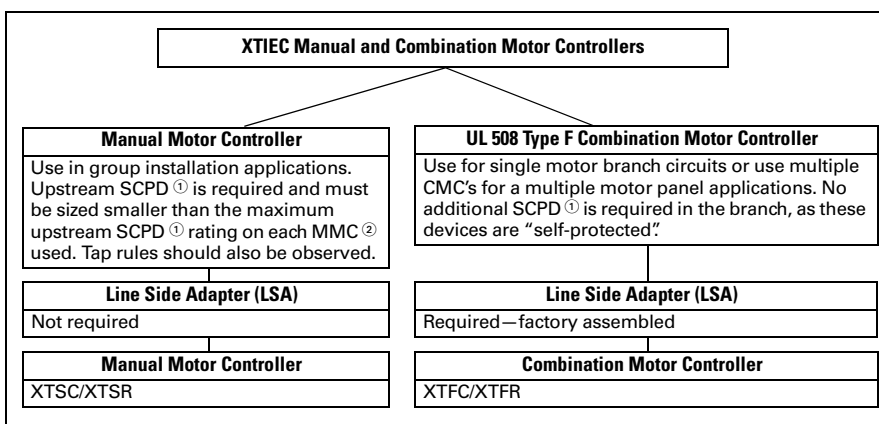 XTIEC Manual and Combination Motor Controllers
Manual Motor Controller
Use in group installation applications.
Upstream SCPD ① is required and must
be sized smaller than the maximum
upstream SCPD ① rating on each MMC ②
used. Tap rules should also be observed.
Line Side Adapter (LSA)
Not required
Manual Motor Controller
XTSC/XTSR
UL 508 Type F Combination Motor Controller
Use for single motor branch circuits or use multiple
CMC's for a multiple motor panel applications. No
additional SCPD ① is required in the branch, as these
devices are “self-protected”.
Line Side Adapter (LSA)
Required—factory assembled
Combination Motor Controller
XTFC/XTFR